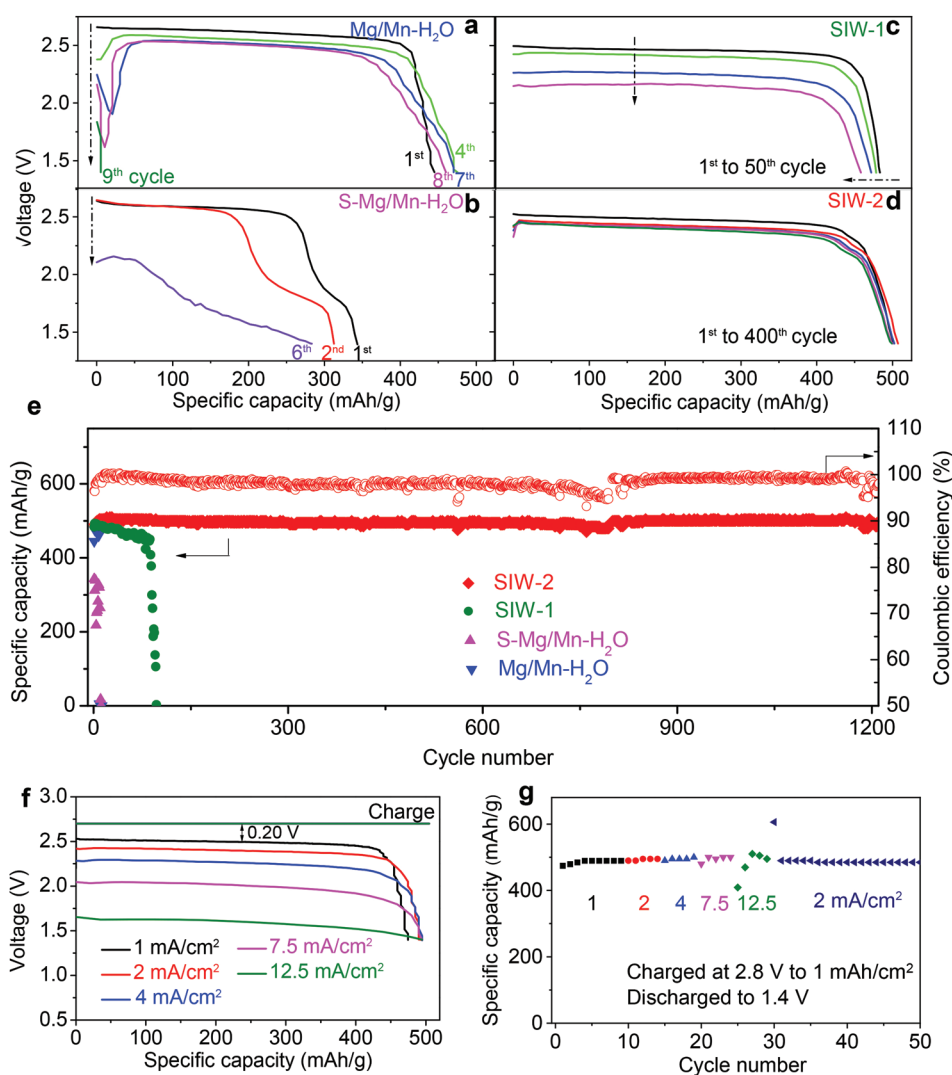 Mg/Mn-H₂O a
2.5
2.0
1.5
9th cycle
1st
4th
8th
7th
SIW-1 c
1st to 50th cycle
Voltage (V)
S-Mg/Mn-H₂O b
2.5
2.0
1.5
6th
2nd
1st
SIW-2
d
1st to 400th cycle
0 100 200 300 400 500
Specific capacity (mAh/g)
0 100 200 300 400 500
Specific capacity (mAh/g)
e
Specific capacity (mAh/g)
600
400
200
0
110
100
90
80
70
60
50
Coulombic efficiency (%)
SIW-2
SIW-1
S-Mg/Mn-H₂O
Mg/Mn-H₂O
0 300 600 900 1200
Cycle number
f
Voltage (V)
3.0
2.5
2.0
1.5
1.0
0.5
Charge
0.20 V
1 mA/cm²
2 mA/cm²
4 mA/cm²
7.5 mA/cm²
12.5 mA/cm²
0 100 200 300 400 500
Specific capacity (mAh/g)
g
Specific capacity (mAh/g)
600
400
200
0
1 2 4 7.5 12.5 2 mA/cm²
Charged at 2.8 V to 1 mAh/cm²
Discharged to 1.4 V
0 10 20 30 40 50
Cycle number